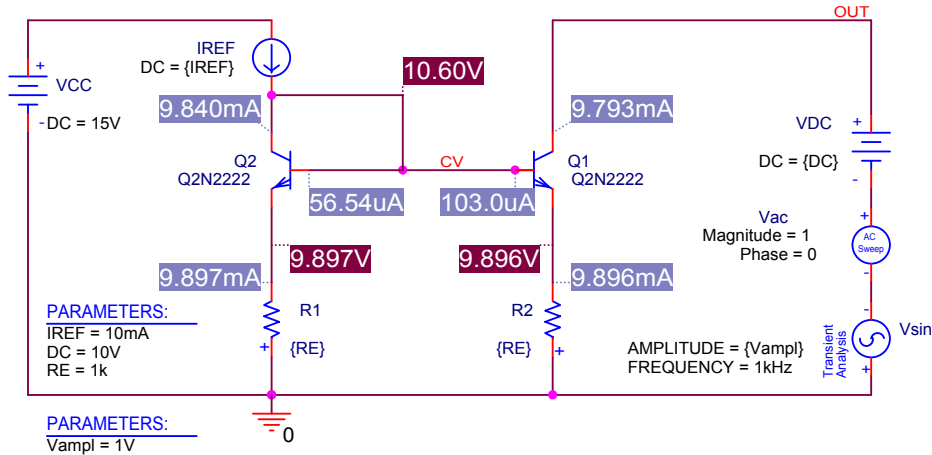 OUT
IREF
DC = {IREF}
+
VCC
-
DC = 15V
10.60V
9.840mA
9.793mA
+
VDC
DC = {DC}
-
Q2
Q2N2222
CV
Q1
Q2N2222
56.54uA
103.0uA
Vac
Magnitude = 1
Phase = 0
+
AC
Sweep
-
9.897V
9.896V
9.897mA
9.896mA
PARAMETERS:
IREF = 10mA
DC = 10V
RE = 1k
R1
{RE}
+
R2
{RE}
+
-
Vsin
AMPLITUDE = {Vampl}
FREQUENCY = 1kHz
Transient
Analysis
+
0
PARAMETERS:
Vampl = 1V